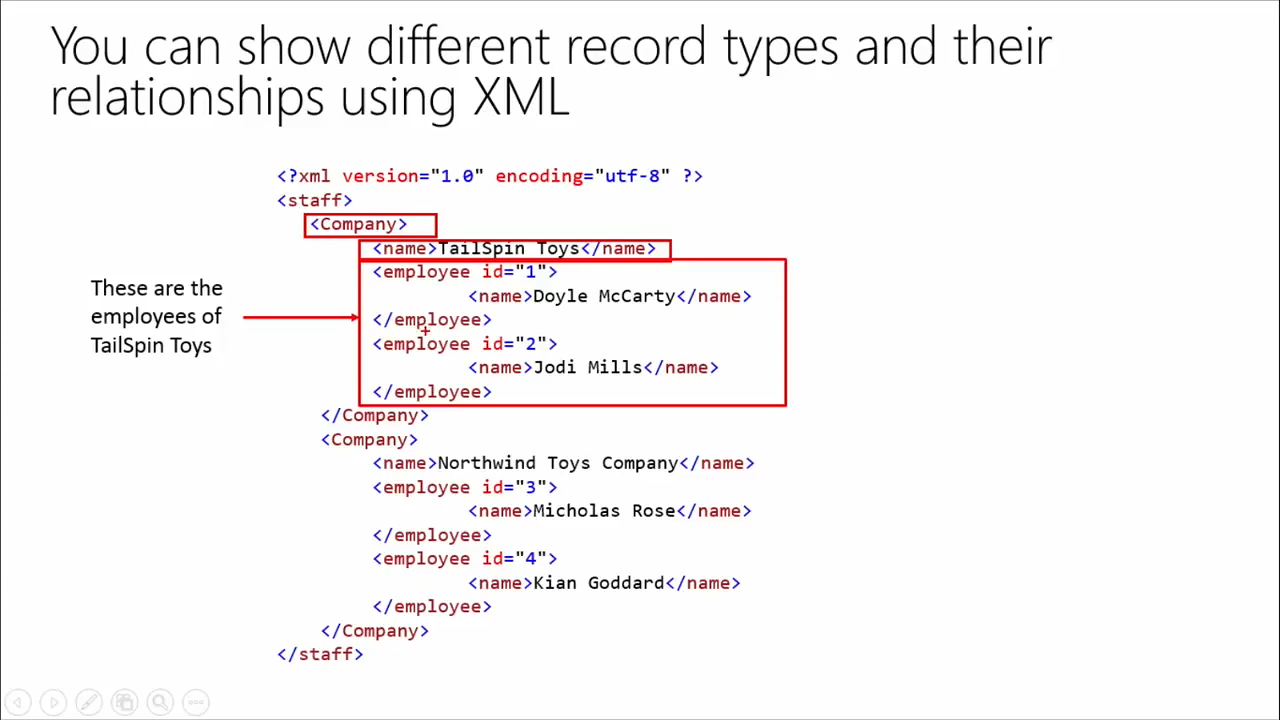 You can show different record types and their
relationships using XML
<?xml version="1.0" encoding="utf-8" ?>
<staff>
<Company>
<name>TailSpin Toys</name>
<employee id="1">
<name>Doyle McCarty</name>
</employee>
<employee id="2">
<name>Jodi Mills</name>
</employee>
</Company>
<Company>
<name>Northwind Toys Company</name>
<employee id="3">
<name>Micholas Rose</name>
</employee>
<employee id="4">
<name>Kian Goddard</name>
</employee>
</Company>
</staff>
These are the
employees of
TailSpin Toys